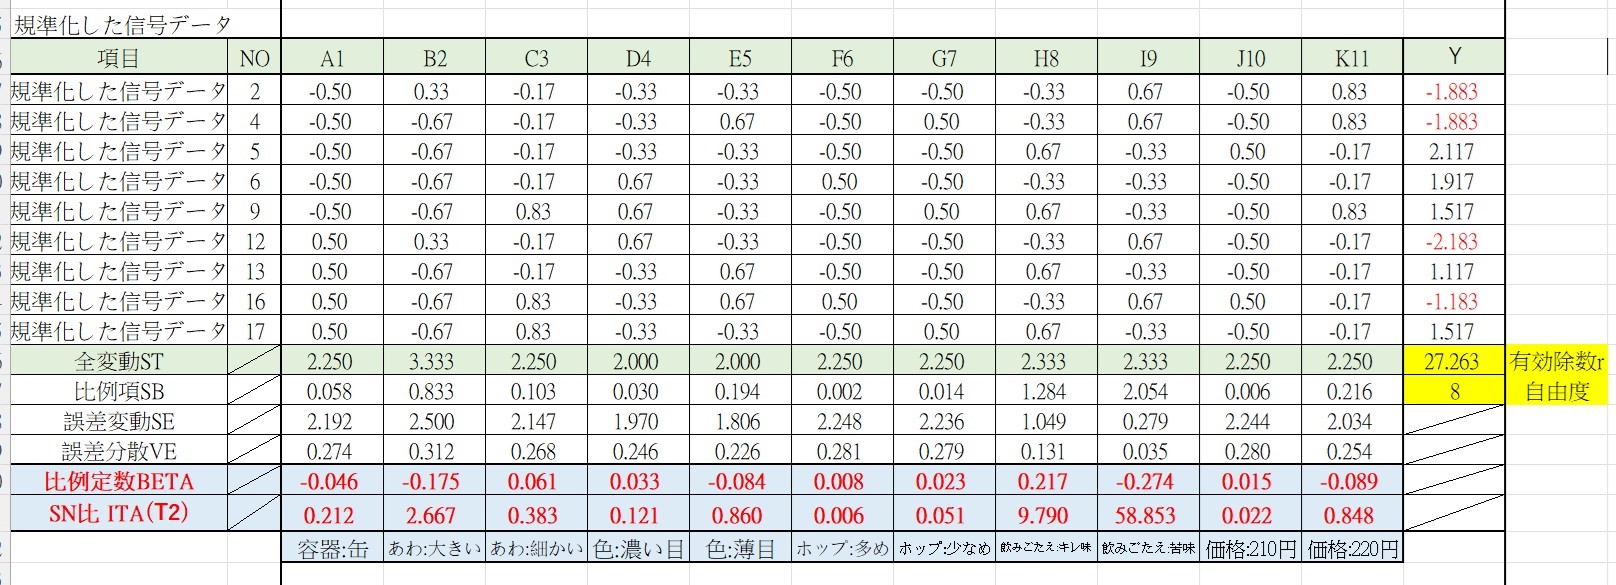 規準化した信号データ
項目 NO A1 B2 C3 D4 E5 F6 G7 H8 I9 J10 K11 Y
規準化した信号データ 2 -0.50 0.33 -0.17 -0.33 -0.33 -0.50 -0.50 -0.33 0.67 -0.50 0.83 -1.883
規準化した信号データ 4 -0.50 -0.67 -0.17 -0.33 0.67 -0.50 0.50 -0.33 0.67 -0.50 0.83 -1.883
規準化した信号データ 5 -0.50 -0.67 -0.17 -0.33 -0.33 -0.50 -0.50 0.67 -0.33 0.50 -0.17 2.117
規準化した信号データ 6 -0.50 -0.67 -0.17 0.67 -0.33 0.50 -0.50 -0.33 -0.33 -0.50 -0.17 1.917
規準化した信号データ 9 -0.50 -0.67 0.83 0.67 -0.33 -0.50 0.50 0.67 -0.33 -0.50 0.83 1.517
規準化した信号データ 12 0.50 0.33 -0.17 0.67 -0.33 -0.50 -0.50 -0.33 0.67 -0.50 -0.17 -2.183
規準化した信号データ 13 0.50 -0.67 -0.17 -0.33 0.67 -0.50 -0.50 0.67 -0.33 -0.50 -0.17 1.117
規準化した信号データ 16 0.50 -0.67 0.83 -0.33 0.67 0.50 -0.50 -0.33 0.67 0.50 -0.17 -1.183
規準化した信号データ 17 0.50 -0.67 0.83 -0.33 -0.33 -0.50 0.50 0.67 -0.33 -0.50 -0.17 1.517
全変動ST 2.250 3.333 2.250 2.000 2.000 2.250 2.250 2.333 2.333 2.250 2.250 27.263 有効除数r
比例項SB 0.058 0.833 0.103 0.030 0.194 0.002 0.014 1.284 2.054 0.006 0.216 8 自由度
誤差変動SE 2.192 2.500 2.147 1.970 1.806 2.248 2.236 1.049 0.279 2.244 2.034
誤差分散VE 0.274 0.312 0.268 0.246 0.226 0.281 0.279 0.131 0.035 0.280 0.254
比例定数BETA -0.046 -0.175 0.061 0.033 -0.084 0.008 0.023 0.217 -0.274 0.015 -0.089
SN比 ITA(T2) 0.212 2.667 0.383 0.121 0.860 0.006 0.051 9.790 58.853 0.022 0.848
容器:缶 あわ:大きい あわ:細かい 色:濃い目 色:薄目 ホップ:多め ホップ:少なめ 飲みごたえ:キレ味 飲みごたえ:苦味 価格:210円 価格:220円